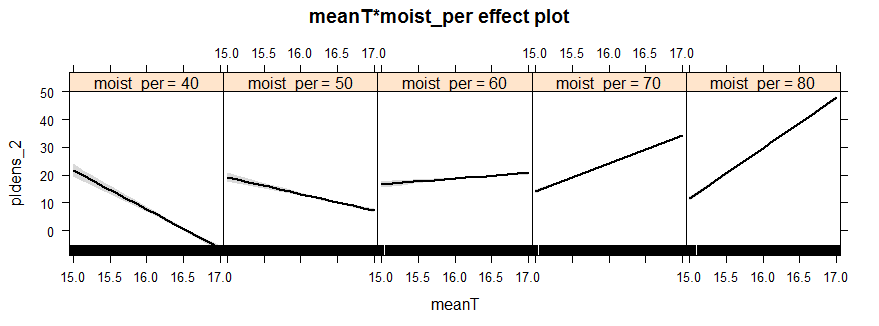 meanT*moist_per effect plot
15.0 15.5 16.0 16.5 17.0 15.0 15.5 16.0 16.5 17.0
moist_per = 40 moist_per = 50 moist_per = 60 moist_per = 70 moist_per = 80
50
40
30
20
10
0
pldens_2
15.0 15.5 16.0 16.5 17.0 15.0 15.5 16.0 16.5 17.0 15.0 15.5 16.0 16.5 17.0
meanT